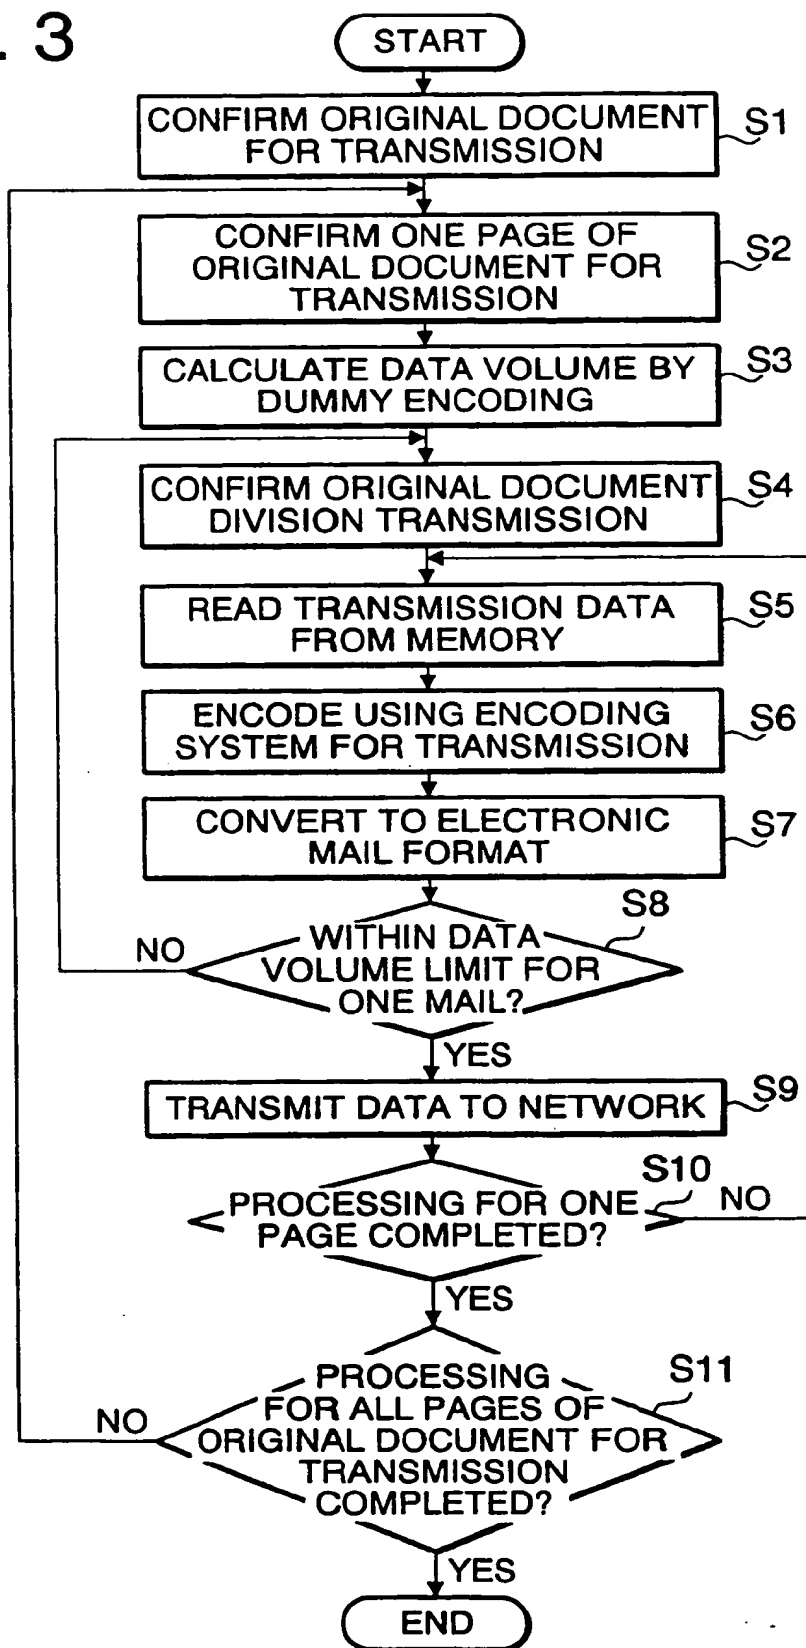 . 3
START
CONFIRM ORIGINAL DOCUMENT
FOR TRANSMISSION
S1
CONFIRM ONE PAGE OF
ORIGINAL DOCUMENT FOR
TRANSMISSION
S2
CALCULATE DATA VOLUME BY
DUMMY ENCODING
S3
CONFIRM ORIGINAL DOCUMENT
DIVISION TRANSMISSION
S4
READ TRANSMISSION DATA
FROM MEMORY
S5
ENCODE USING ENCODING
SYSTEM FOR TRANSMISSION
S6
CONVERT TO ELECTRONIC
MAIL FORMAT
S7
S8
NO
WITHIN DATA
VOLUME LIMIT FOR
ONE MAIL?
YES
TRANSMIT DATA TO NETWORK
S9
S10
PROCESSING FOR ONE
PAGE COMPLETED?
NO
YES
S11
NO
PROCESSING
FOR ALL PAGES OF
ORIGINAL DOCUMENT FOR
TRANSMISSION
COMPLETED?
YES
END